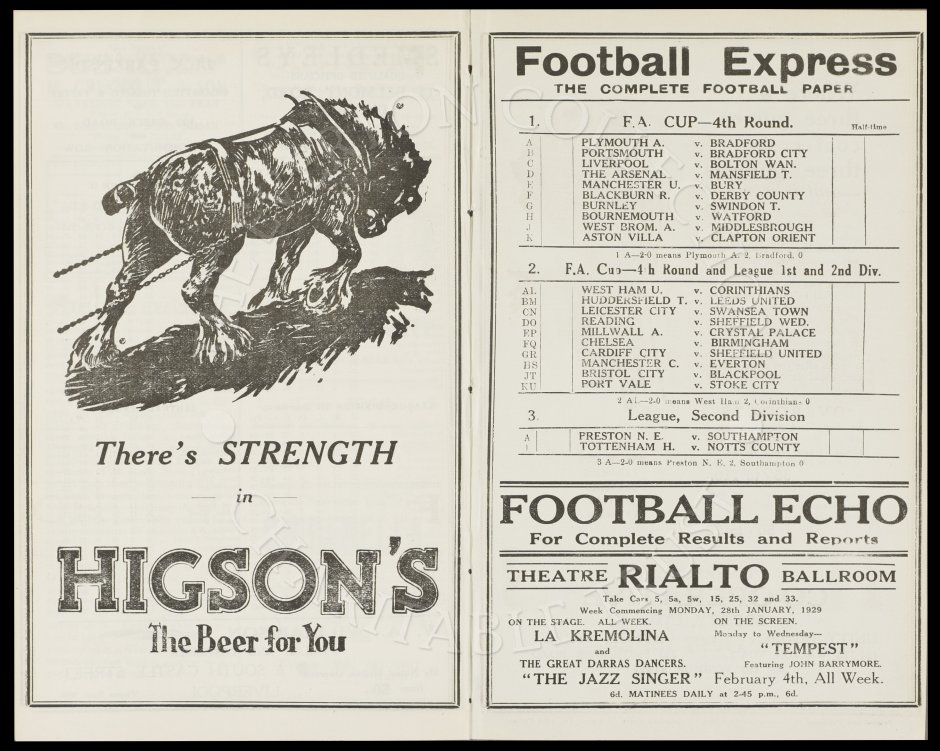 There's STRENGTH
in
HIGSON'S
The Beer for You
Football Express
THE COMPLETE FOOTBALL PAPER
1. F.A. CUP—4th Round. Half-time
A PLYMOUTH A. v. BRADFORD
B PORTSMOUTH v. BRADFORD CITY
C LIVERPOOL v. BOLTON WAN.
D THE ARSENAL v. MANSFIELD T.
E MANCHESTER U. v. BURY
F BLACKBURN R. v. DERBY COUNTY
G BURNLEY v. SWINDON T.
H BOURNEMOUTH v. WATFORD
J WEST BROM. A. v. MIDDLESBROUGH
K ASTON VILLA v. CLAPTON ORIENT
1 A—2-0 means Plymouth A. 2, Bradford, 0
2. F.A. Cup—4th Round and League 1st and 2nd Div.
AL WEST HAM U. v. CORINTHIANS
BM HUDDERSFIELD T. v. LEEDS UNITED
CN LEICESTER CITY v. SWANSEA TOWN
DO READING v. SHEFFIELD WED.
EP MILLWALL A. v. CRYSTAL PALACE
FQ CHELSEA v. BIRMINGHAM
GR CARDIFF CITY v. SHEFFIELD UNITED
HS MANCHESTER C. v. EVERTON
JT BRISTOL CITY v. BLACKPOOL
KU PORT VALE v. STOKE CITY
2 AL—2-0 means West Ham 2, Corinthians 0
3. League, Second Division
A PRESTON N. E. v. SOUTHAMPTON
TOTTENHAM H. v. NOTTS COUNTY
3 A—2-0 means Preston N. E. 2, Southampton 0
FOOTBALL ECHO
For Complete Results and Reports
THEATRE RIALTO BALLROOM
Take Cars 5, 5a, 5w, 15, 25, 32 and 33.
Week Commencing MONDAY, 28th JANUARY, 1929
ON THE STAGE. ALL WEEK. ON THE SCREEN.
LA KREMOLINA Monday to Wednesday—
and "TEMPEST"
THE GREAT DARRAS DANCERS. Featuring JOHN BARRYMORE.
"THE JAZZ SINGER" February 4th, All Week.
6d. MATINEES DAILY at 2-45 p.m., 6d.